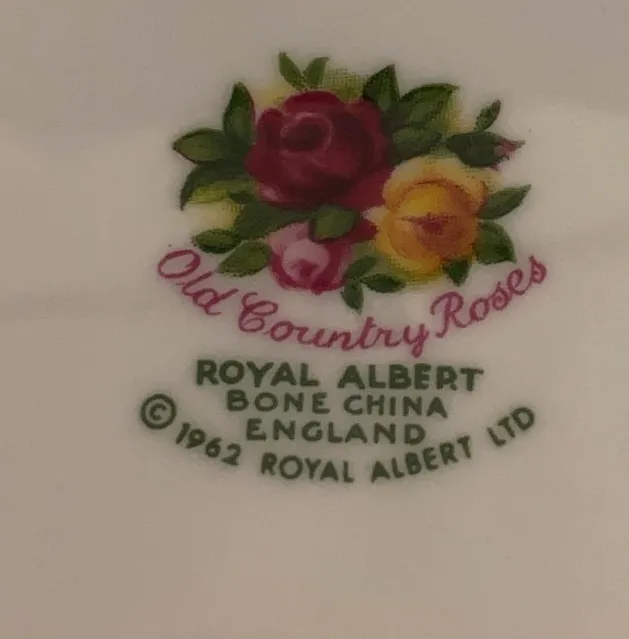 Old Country Roses
ROYAL ALBERT
BONE CHINA
ENGLAND
© 1962 ROYAL ALBERT LTD